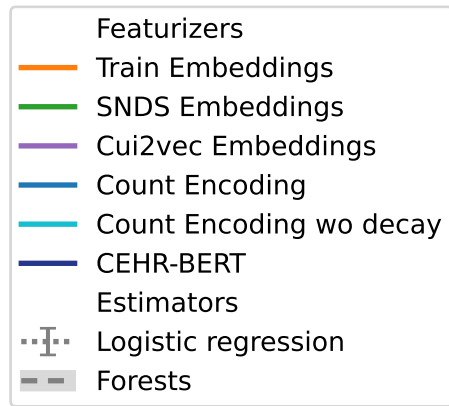 Featurizers
Train Embeddings
SNDS Embeddings
Cui2vec Embeddings
Count Encoding
Count Encoding wo decay
CEHR-BERT
Estimators
Logistic regression
Forests